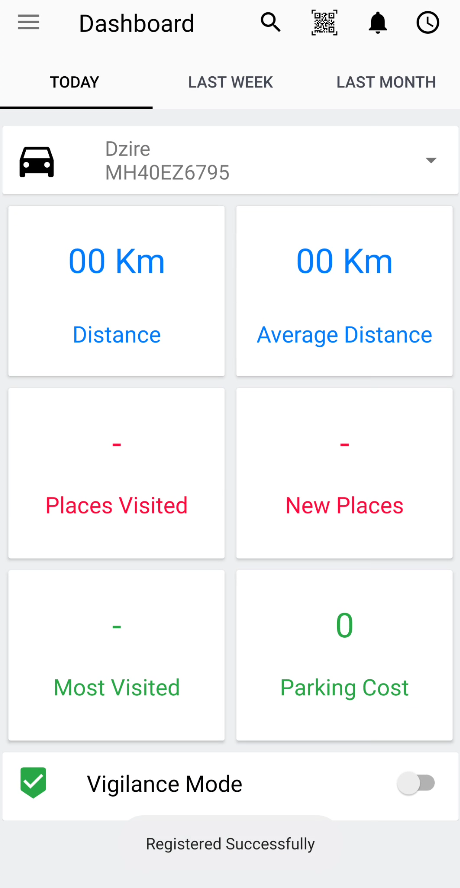 Dashboard
TODAY LAST WEEK LAST MONTH
Dzire
MH40EZ6795
00 Km 00 Km
Distance Average Distance
- -
Places Visited New Places
- 0
Most Visited Parking Cost
Vigilance Mode
Registered Successfully